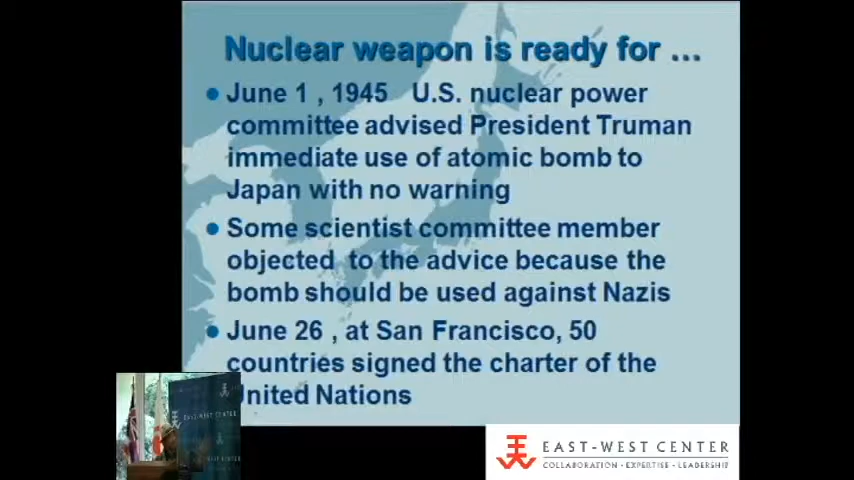 Nuclear weapon is ready for ...
June 1 , 1945 U.S. nuclear power
committee advised President Truman
immediate use of atomic bomb to
Japan with no warning
Some scientist committee member
objected to the advice because the
bomb should be used against Nazis
June 26 , at San Francisco, 50
countries signed the charter of the
United Nations
EAST-WEST CENTER
EAST-WEST CENTER
COLLABORATION · EXPERTISE · LEADERSHIP